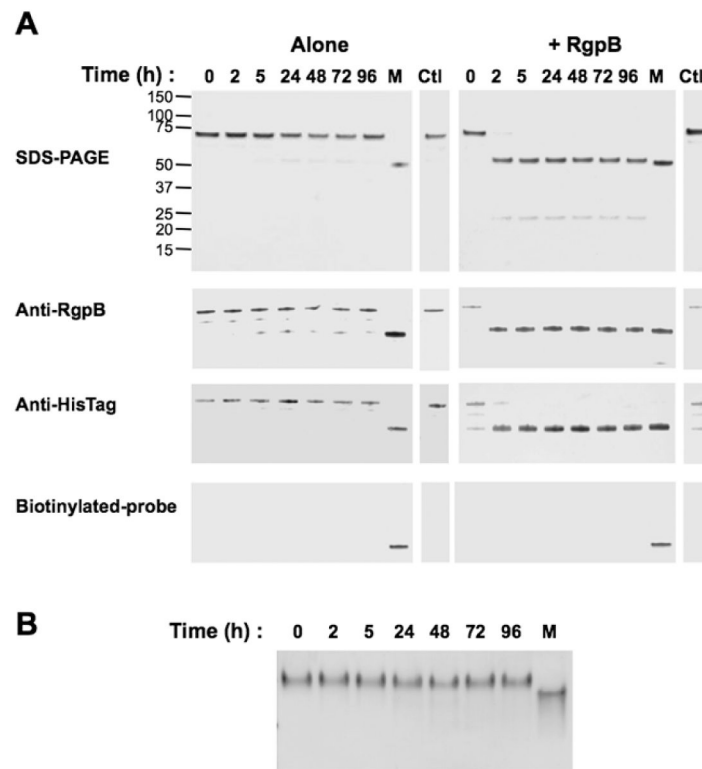 A
Alone
+ RgpB
Time (h) : 0 2 5 24 48 72 96 M Ctl 0 2 5 24 48 72 96 M Ctl
150
100
75
SDS-PAGE
50
37
25
20
15
Anti-RgpB
Anti-HisTag
Biotinylated-probe
B
Time (h) : 0 2 5 24 48 72 96 M